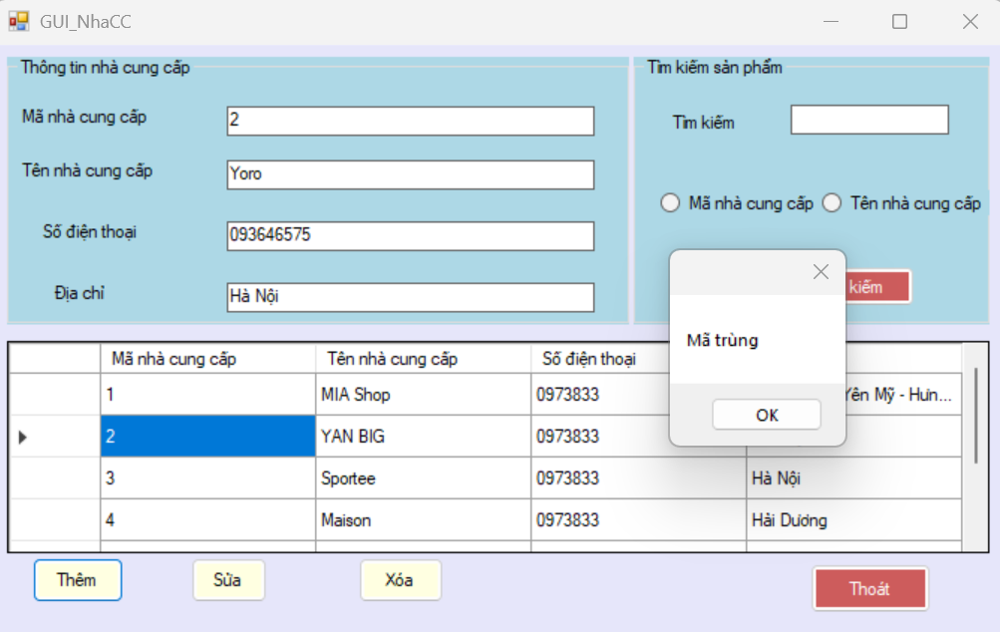 GUI_NhaCC
Thông tin nhà cung cấp
Mã nhà cung cấp
2
Tên nhà cung cấp
Yoro
Số điện thoại
093646575
Địa chỉ
Hà Nội
Tìm kiếm sản phẩm
Tìm kiếm
Mã nhà cung cấp
Tên nhà cung cấp
kiếm
Mã trùng
OK
Mã nhà cung cấp Tên nhà cung cấp Số điện thoại
1 MIA Shop 0973833 Yên Mỹ - Hưn...
2 YAN BIG 0973833
3 Sportee 0973833 Hà Nội
4 Maison 0973833 Hải Dương
Thêm
Sửa
Xóa
Thoát